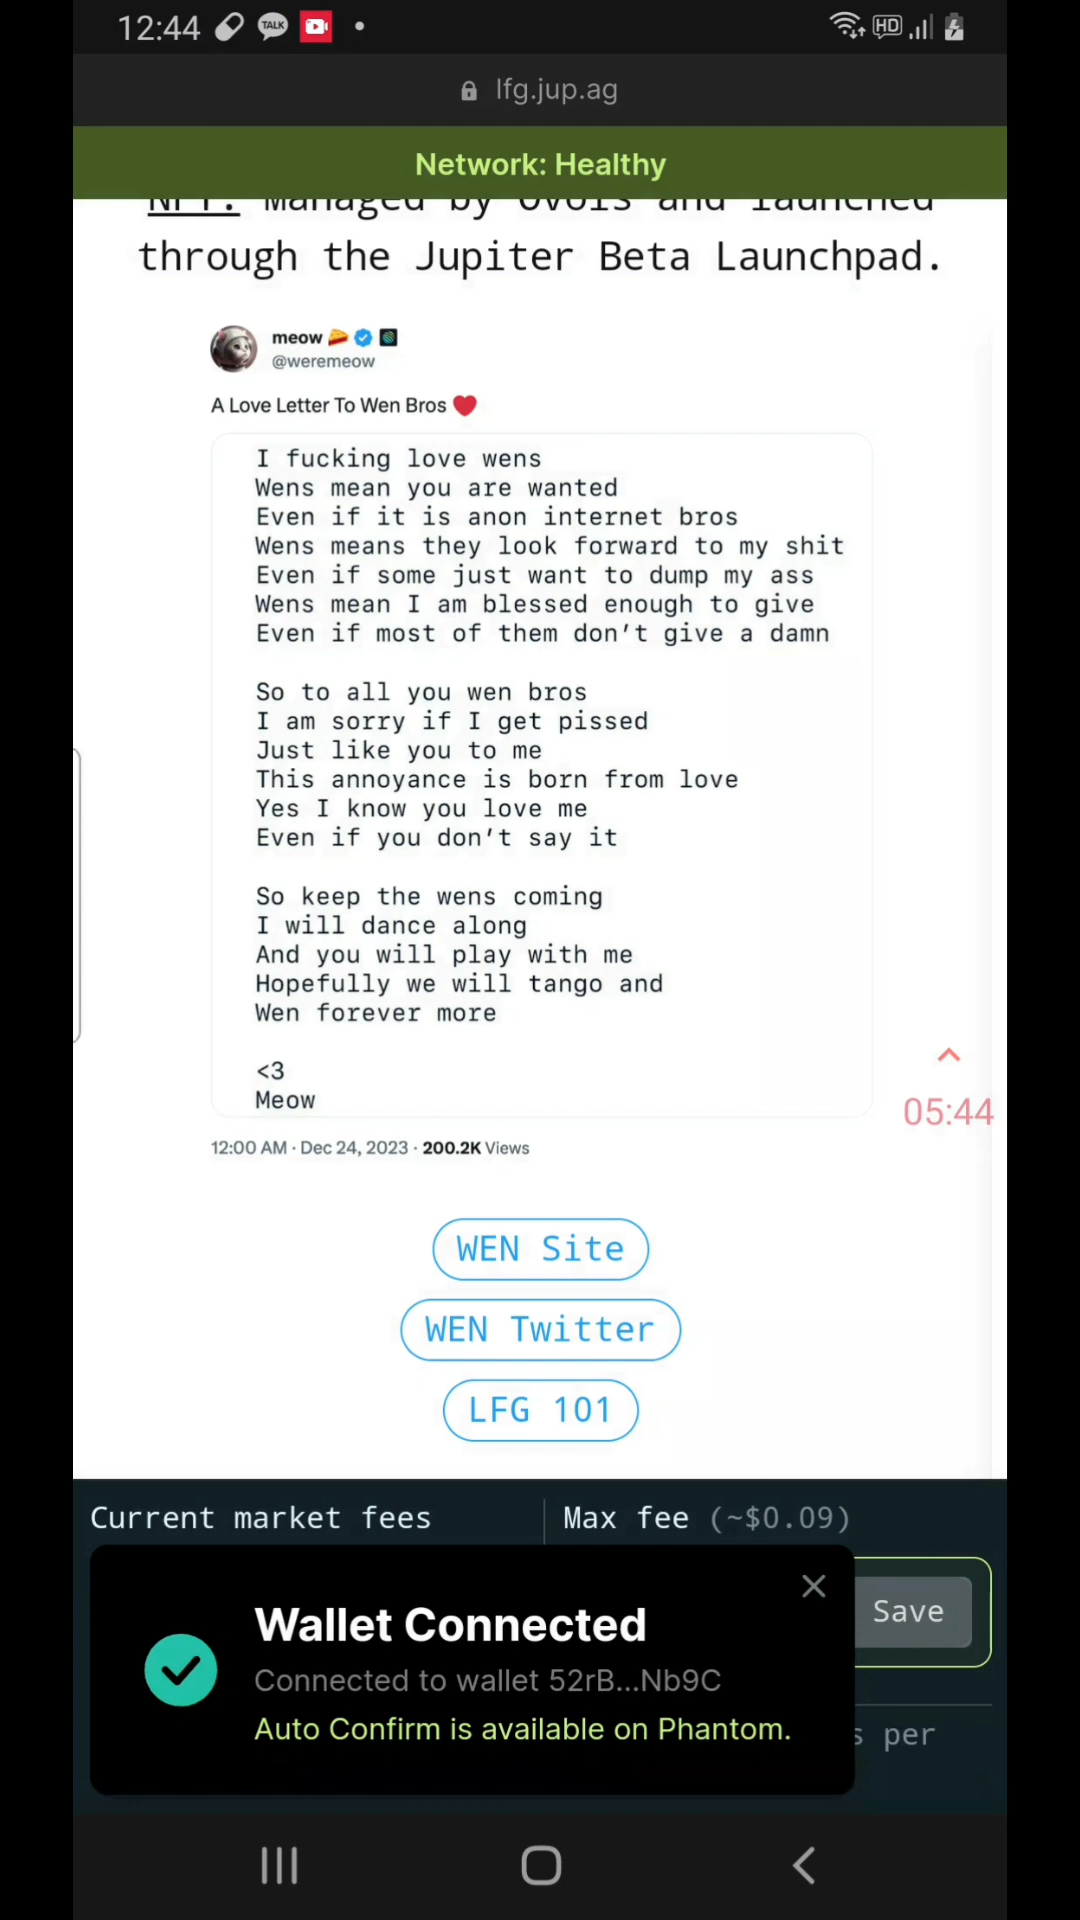 12:44 TALK HD
lfg.jup.ag
Network: Healthy
NFT. Managed by Ovols and launched
through the Jupiter Beta Launchpad.
meow
@weremeow
A Love Letter To Wen Bros ❤️
I fucking love wens
Wens mean you are wanted
Even if it is anon internet bros
Wens means they look forward to my shit
Even if some just want to dump my ass
Wens mean I am blessed enough to give
Even if most of them don’t give a damn
So to all you wen bros
I am sorry if I get pissed
Just like you to me
This annoyance is born from love
Yes I know you love me
Even if you don’t say it
So keep the wens coming
I will dance along
And you will play with me
Hopefully we will tango and
Wen forever more
<3
Meow
05:44
12:00 AM · Dec 24, 2023 · 200.2K Views
WEN Site
WEN Twitter
LFG 101
Current market fees
Max fee (~$0.09)
Save
Wallet Connected
Connected to wallet 52rB...Nb9C
Auto Confirm is available on Phantom.
s per